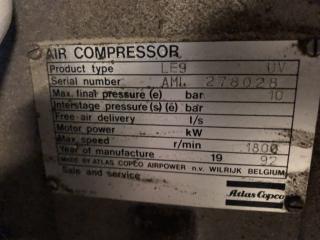 AIR COMPRESSOR
Product type LE9 UV
Serial number AML 278028
Max. final pressure (e) bar 10
Interstage pressure(s) (e) bar
Free air delivery l/s
Motor power kW
Max. speed r/min 1800
Year of manufacture 19 92
MADE BY ATLAS COPCO AIRPOWER n.v. WILRIJK BELGIUM
Sale and service
Atlas Copco